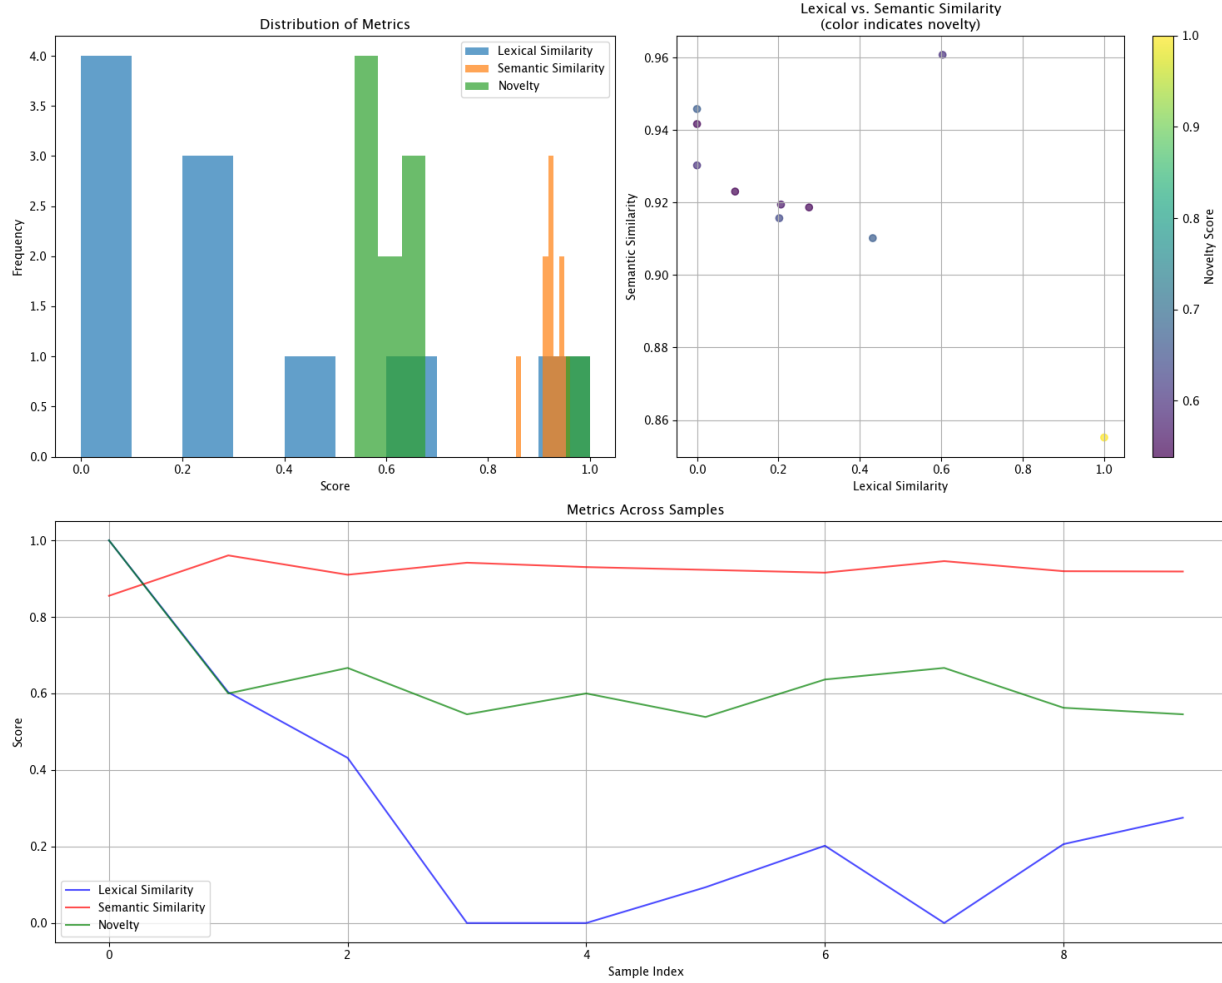 Distribution of Metrics
Frequency
4.0
3.5
3.0
2.5
2.0
1.5
1.0
0.5
0.0
0.0 0.2 0.4 0.6 0.8 1.0
Score
Lexical Similarity
Semantic Similarity
Novelty
Lexical vs. Semantic Similarity
(color indicates novelty)
Semantic Similarity
0.96
0.94
0.92
0.90
0.88
0.86
0.0 0.2 0.4 0.6 0.8 1.0
Lexical Similarity
1.0
0.9
0.8
0.7
0.6
Novelty Score
Metrics Across Samples
Score
1.0
0.8
0.6
0.4
0.2
0.0
Lexical Similarity
Semantic Similarity
Novelty
0 2 4 6 8
Sample Index